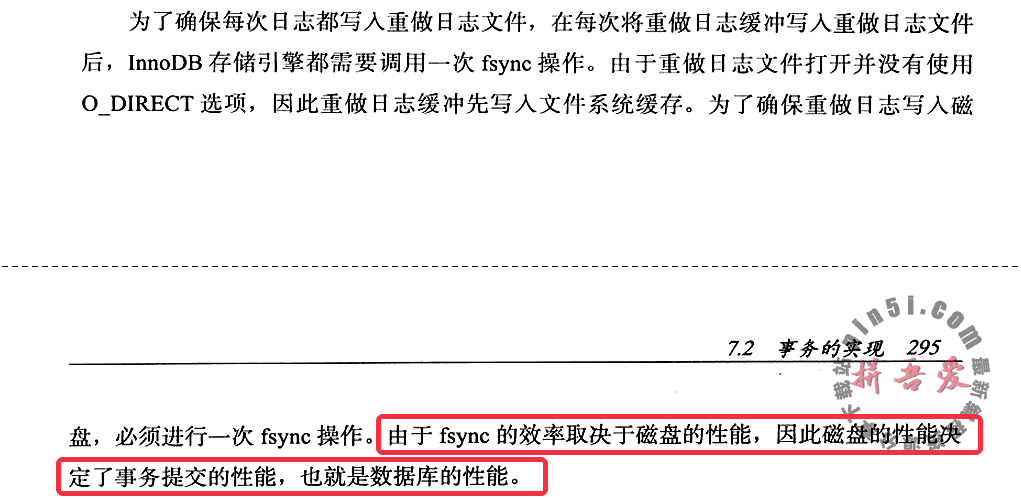 为了确保每次日志都写入重做日志文件，在每次将重做日志缓冲写入重做日志文件
后，InnoDB 存储引擎都需要调用一次 fsync 操作。由于重做日志文件打开并没有使用
O_DIRECT 选项，因此重做日志缓冲先写入文件系统缓存。为了确保重做日志写入磁
7.2 事务的实现 295
拼吾爱
盘，必须进行一次 fsync 操作。由于 fsync 的效率取决于磁盘的性能，因此磁盘的性能决
定了事务提交的性能，也就是数据库的性能。